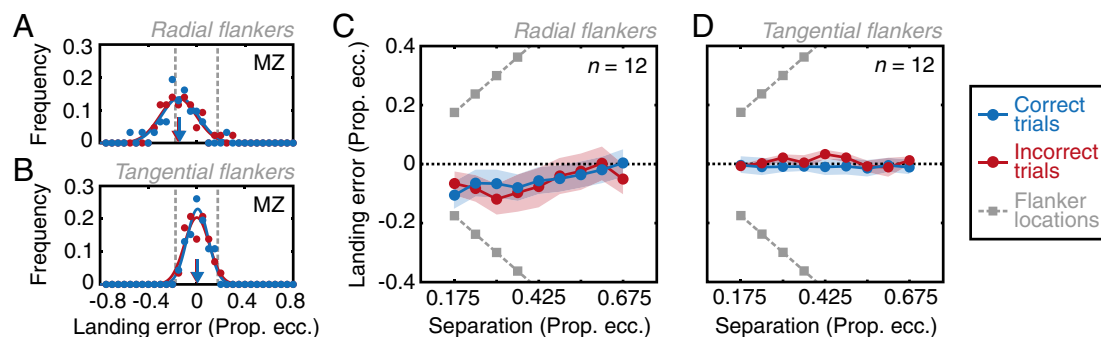 A
Radial flankers
MZ
Frequency
0.3
0.2
0.1
0
B
Tangential flankers
MZ
Frequency
0.3
0.2
0.1
0
-0.8
-0.4
0
0.4
0.8
Landing error (Prop. ecc.)
C
Radial flankers
n = 12
Landing error (Prop. ecc.)
0.4
0.2
0
-0.2
-0.4
0.175
0.425
0.675
Separation (Prop. ecc.)
D
Tangential flankers
n = 12
0.175
0.425
0.675
Separation (Prop. ecc.)
Correct
trials
Incorrect
trials
Flanker
locations